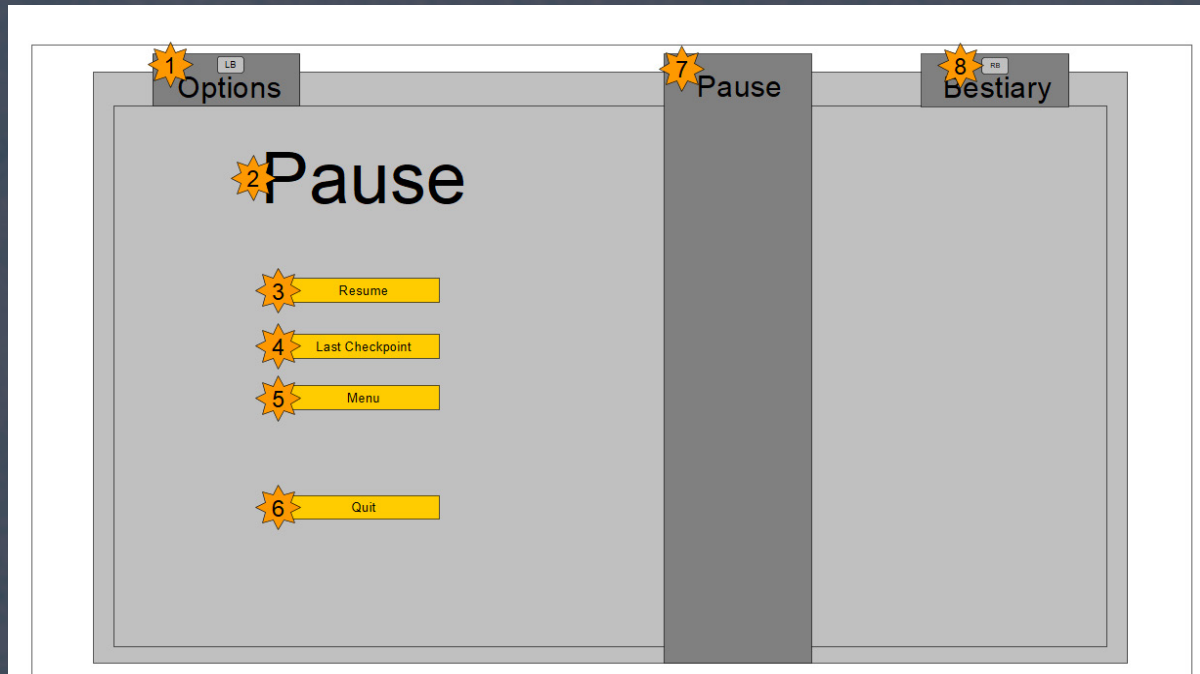 1 LB
Options
7
Pause
8 RB
Bestiary
2 Pause
3 Resume
4 Last Checkpoint
5 Menu
6 Quit